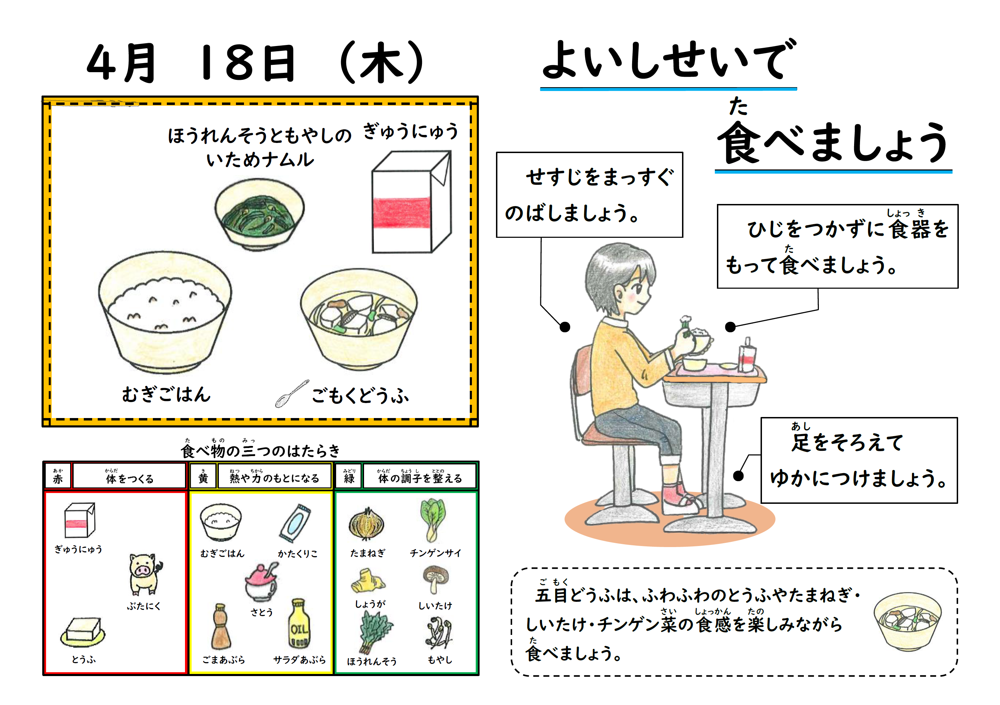 4月 18日 (木)
ほうれんそうともやしの
いためナムル
ぎゅうにゅう
むぎごはん
ごもくどうふ
た もの みっ
食べ物の三つのはたらき
あか
赤
からだ
体をつくる
き
黄
ねつ ちから
熱や力のもとになる
みどり
緑
からだ ちょうし ととの
体の調子を整える
ぎゅうにゅう
ぶたにく
とうふ
むぎごはん
かたくりこ
さとう
ごまあぶら
サラダあぶら
OIL
たまねぎ
チンゲンサイ
しょうが
しいたけ
ほうれんそう
もやし
よいしせいで
た
食べましょう
せすじをまっすぐ
のばしましょう。
しょっき
ひじをつかずに食器を
た
もって食べましょう。
あし
足をそろえて
ゆかにつけましょう。
ごもく
五目どうふは、ふわふわのとうふやたまねぎ・
さい しょっかん たの
しいたけ・チンゲン菜の食感を楽しみながら
た
食べましょう。